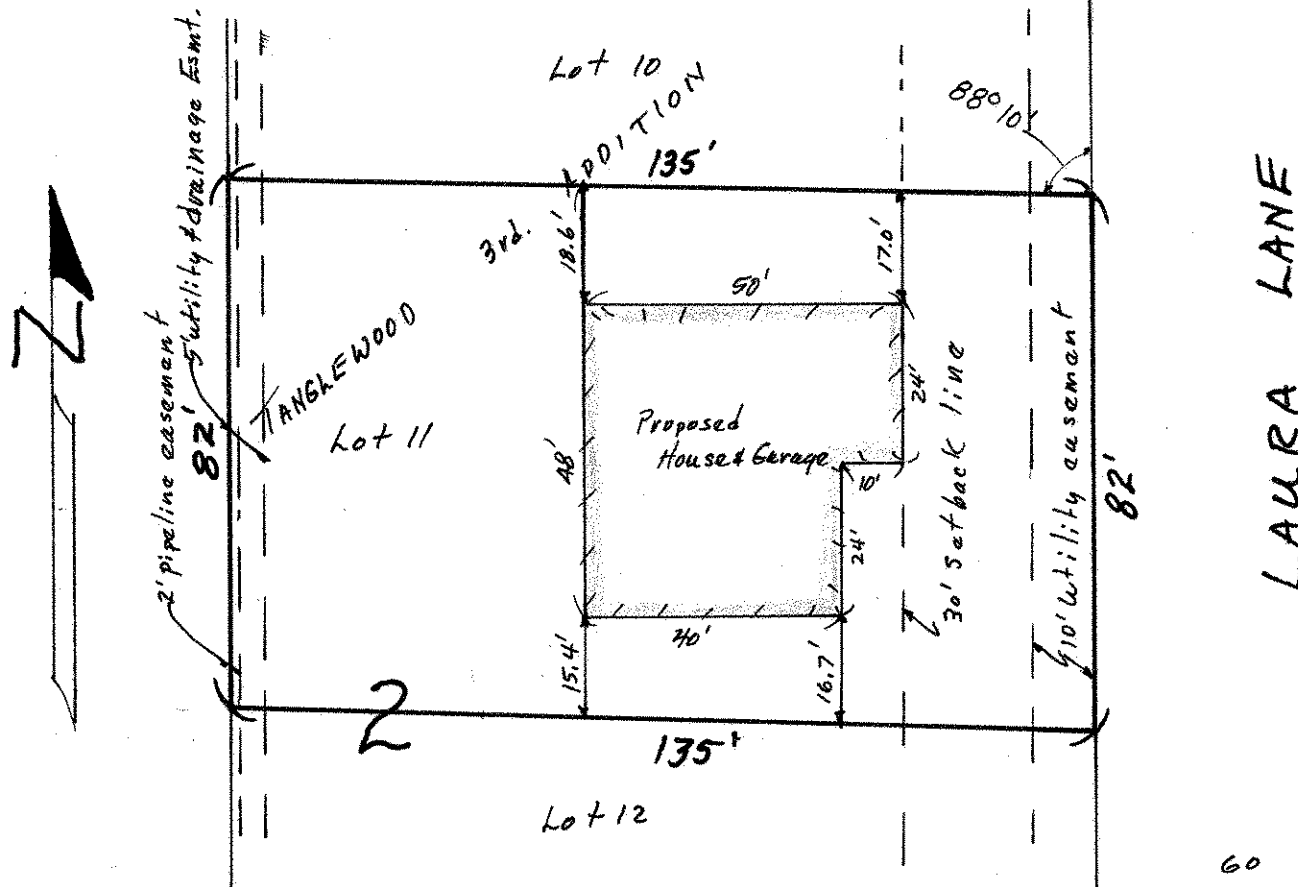 Lot 10
88°10'
5' utility & drainage Esmt.
2' pipeline easement
N
TANGLEWOOD
3rd.
ADDITION
135'
18.6'
17.0'
50'
82'
Lot 11
48'
Proposed
House & Garage
24'
10'
24'
40'
30' setback line
10' utility easement
82'
LAURA LANE
15.4'
16.7'
2
135'
Lot 12
60